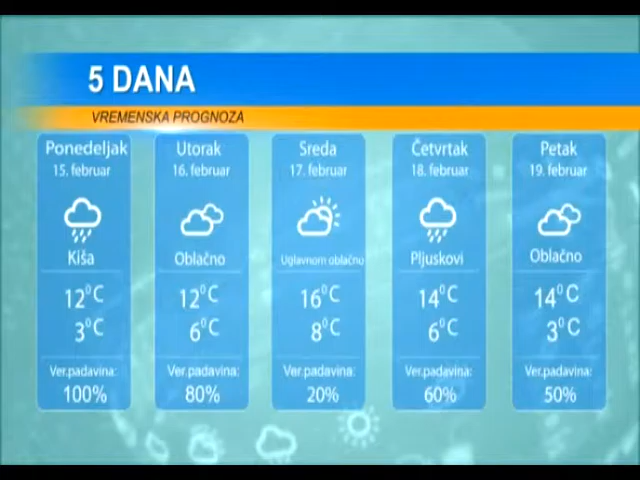 5 DANA
VREMENSKA PROGNOZA
Ponedeljak
15. februar
Kiša
12°C
3°C
Ver.padavina:
100%
Utorak
16. februar
Oblačno
12°C
6°C
Ver.padavina:
80%
Sreda
17. februar
Uglavnom oblačno
16°C
8°C
Ver.padavina:
20%
Četvrtak
18. februar
Pljuskovi
14°C
6°C
Ver.padavina:
60%
Petak
19. februar
Oblačno
14°C
3°C
Ver.padavina:
50%